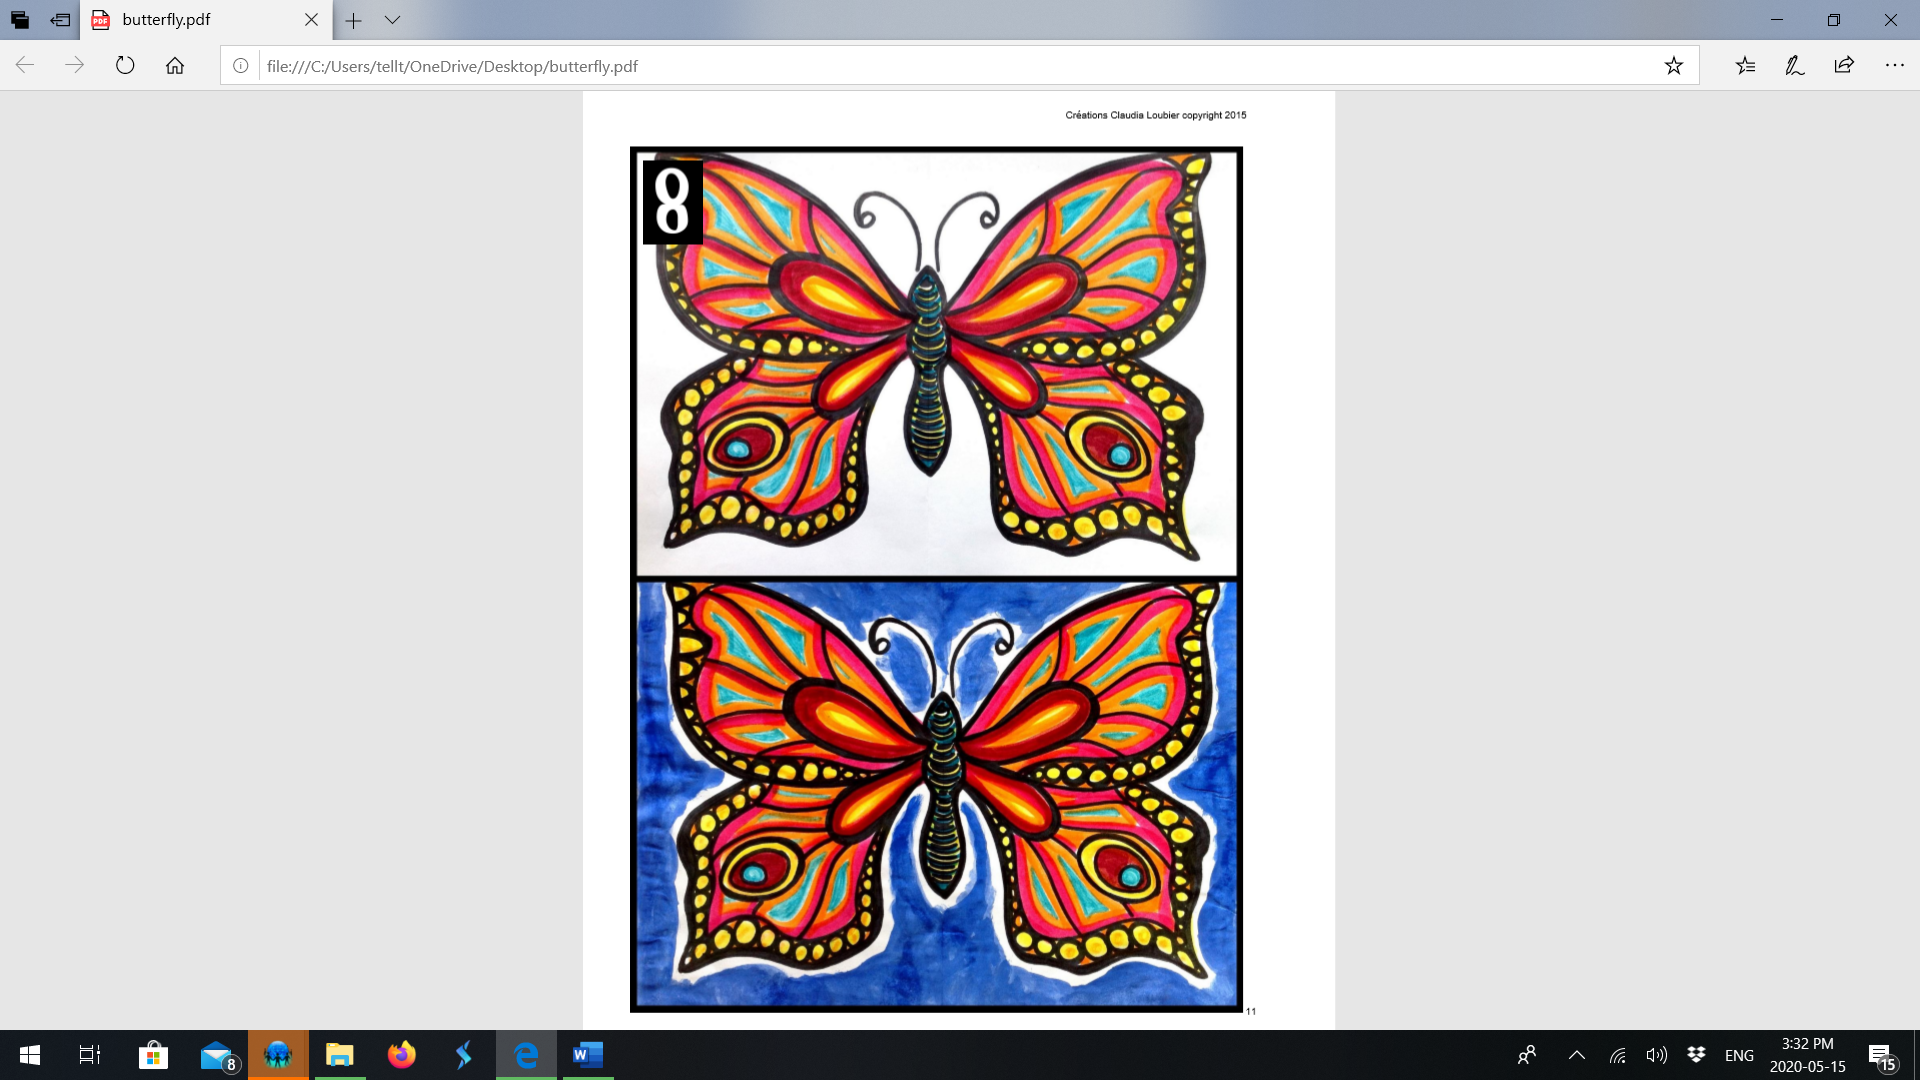 butterfly.pdf
file:///C:/Users/tellt/OneDrive/Desktop/butterfly.pdf
Créations Claudia Loubier copyright 2015
8
11
8
ENG
3:32 PM
2020-05-15
15